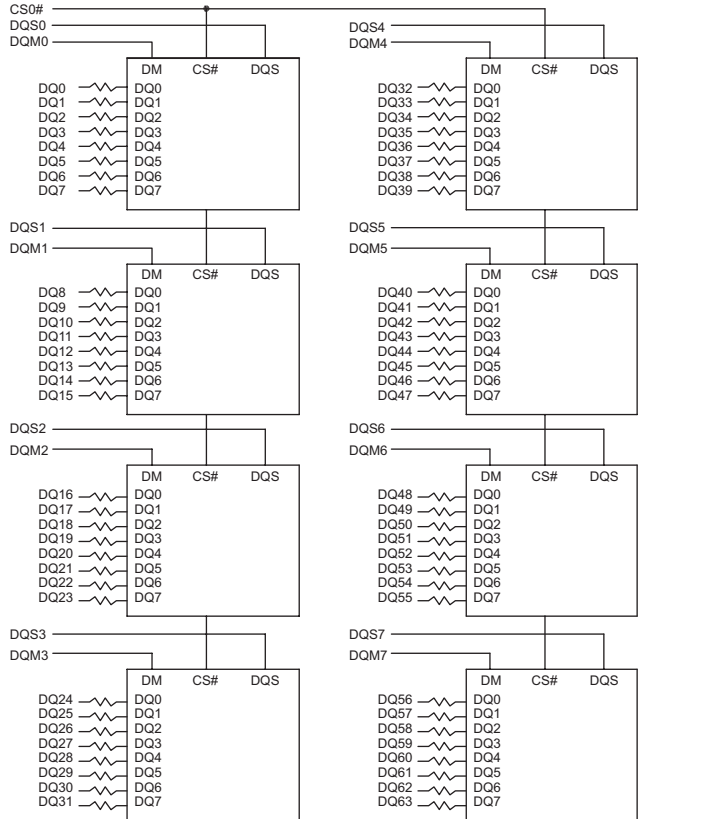 CS0#
DQS0
DQM0
DM CS# DQS
DQ0 DQ0
DQ1 DQ1
DQ2 DQ2
DQ3 DQ3
DQ4 DQ4
DQ5 DQ5
DQ6 DQ6
DQ7 DQ7
DQS1
DQM1
DM CS# DQS
DQ8 DQ0
DQ9 DQ1
DQ10 DQ2
DQ11 DQ3
DQ12 DQ4
DQ13 DQ5
DQ14 DQ6
DQ15 DQ7
DQS2
DQM2
DM CS# DQS
DQ16 DQ0
DQ17 DQ1
DQ18 DQ2
DQ19 DQ3
DQ20 DQ4
DQ21 DQ5
DQ22 DQ6
DQ23 DQ7
DQS3
DQM3
DM CS# DQS
DQ24 DQ0
DQ25 DQ1
DQ26 DQ2
DQ27 DQ3
DQ28 DQ4
DQ29 DQ5
DQ30 DQ6
DQ31 DQ7
DQS4
DQM4
DM CS# DQS
DQ32 DQ0
DQ33 DQ1
DQ34 DQ2
DQ35 DQ3
DQ36 DQ4
DQ37 DQ5
DQ38 DQ6
DQ39 DQ7
DQS5
DQM5
DM CS# DQS
DQ40 DQ0
DQ41 DQ1
DQ42 DQ2
DQ43 DQ3
DQ44 DQ4
DQ45 DQ5
DQ46 DQ6
DQ47 DQ7
DQS6
DQM6
DM CS# DQS
DQ48 DQ0
DQ49 DQ1
DQ50 DQ2
DQ51 DQ3
DQ52 DQ4
DQ53 DQ5
DQ54 DQ6
DQ55 DQ7
DQS7
DQM7
DM CS# DQS
DQ56 DQ0
DQ57 DQ1
DQ58 DQ2
DQ59 DQ3
DQ60 DQ4
DQ61 DQ5
DQ62 DQ6
DQ63 DQ7